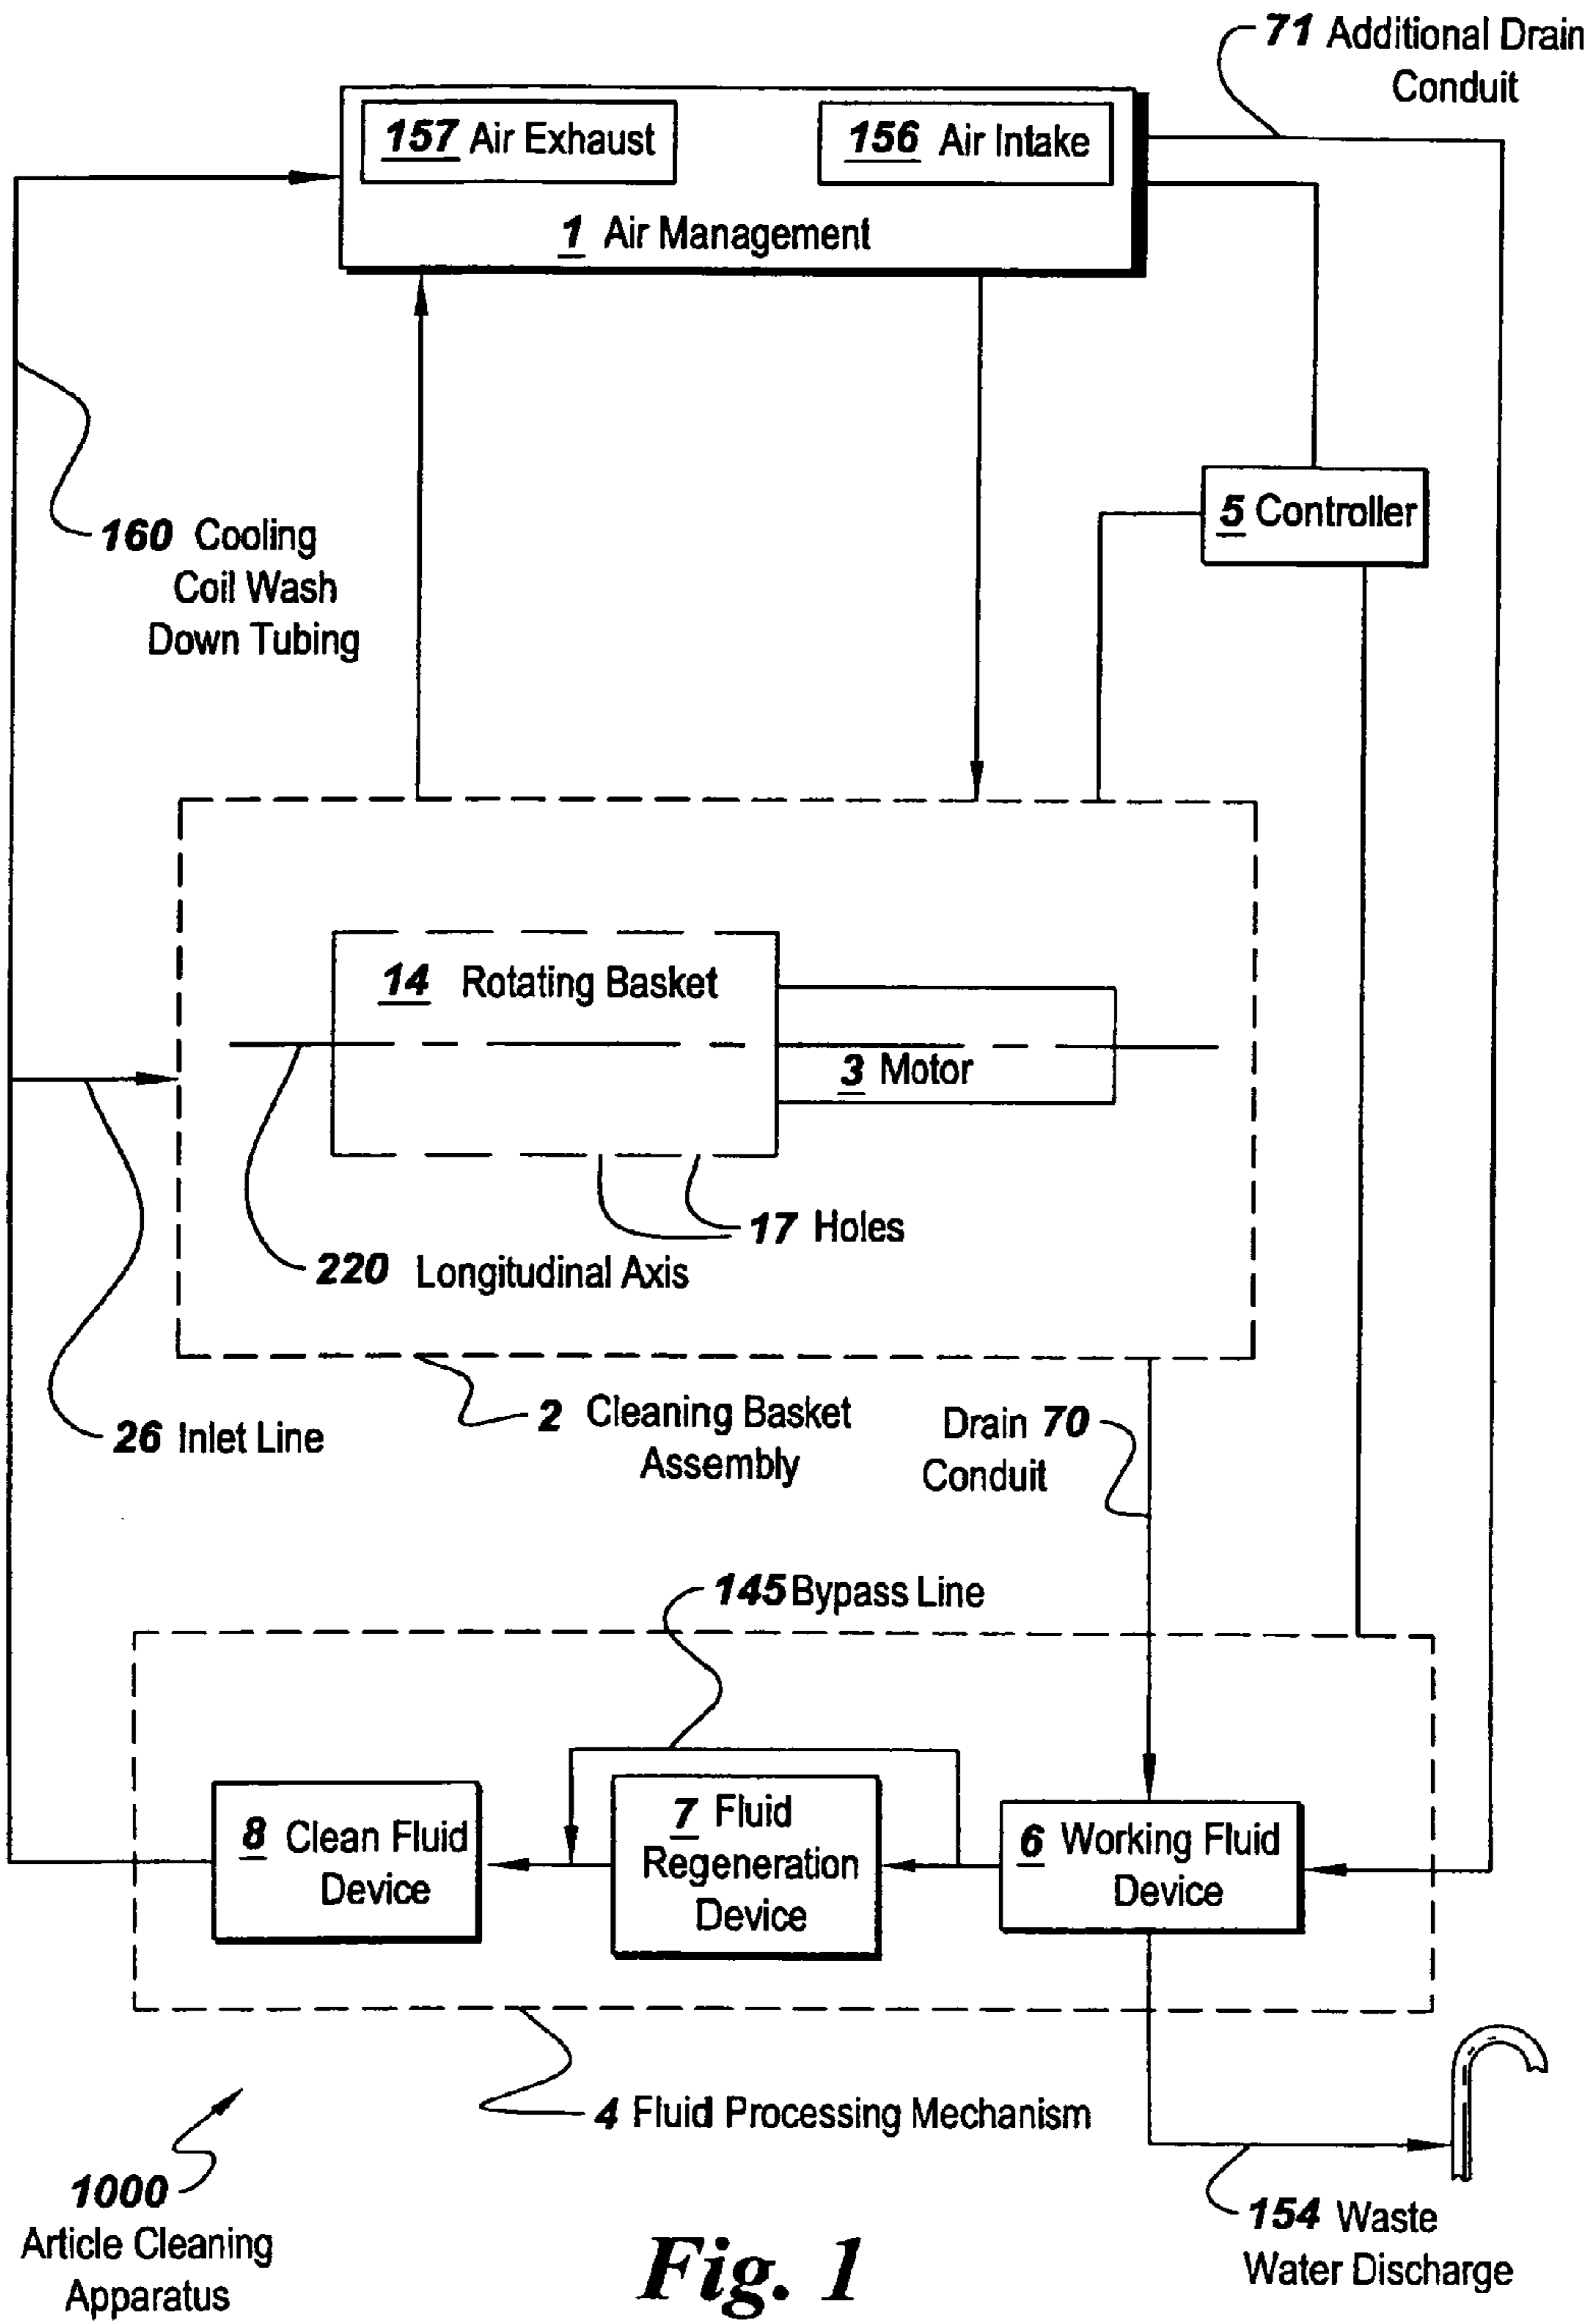 71 Additional Drain
Conduit
157 Air Exhaust
156 Air Intake
1 Air Management
5 Controller
160 Cooling
Coil Wash
Down Tubing
14 Rotating Basket
3 Motor
17 Holes
220 Longitudinal Axis
26 Inlet Line
2 Cleaning Basket
Assembly
Drain 70
Conduit
145 Bypass Line
8 Clean Fluid
Device
7 Fluid
Regeneration
Device
6 Working Fluid
Device
4 Fluid Processing Mechanism
1000
Article Cleaning
Apparatus
154 Waste
Water Discharge
Fig. 1